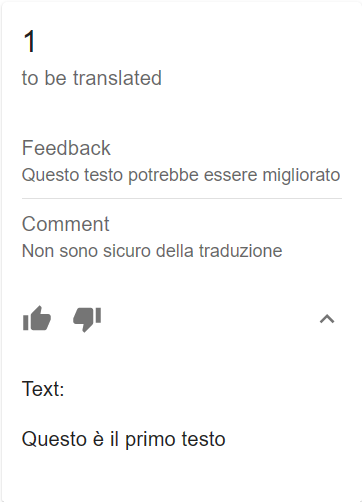 1
to be translated
Feedback
Questo testo potrebbe essere migliorato
Comment
Non sono sicuro della traduzione
Text:
Questo è il primo testo